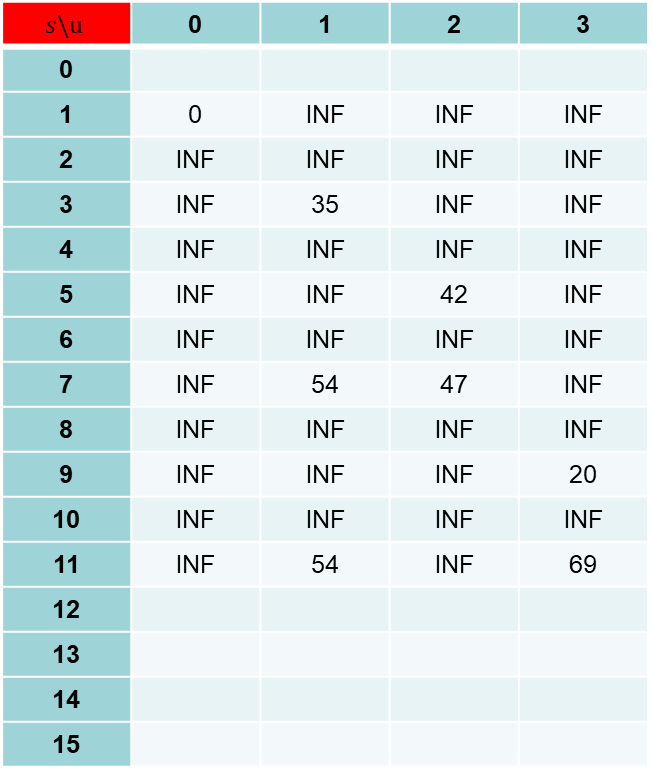 s\u 0 1 2 3
0
1 0 INF INF INF
2 INF INF INF INF
3 INF 35 INF INF
4 INF INF INF INF
5 INF INF 42 INF
6 INF INF INF INF
7 INF 54 47 INF
8 INF INF INF INF
9 INF INF INF 20
10 INF INF INF INF
11 INF 54 INF 69
12
13
14
15